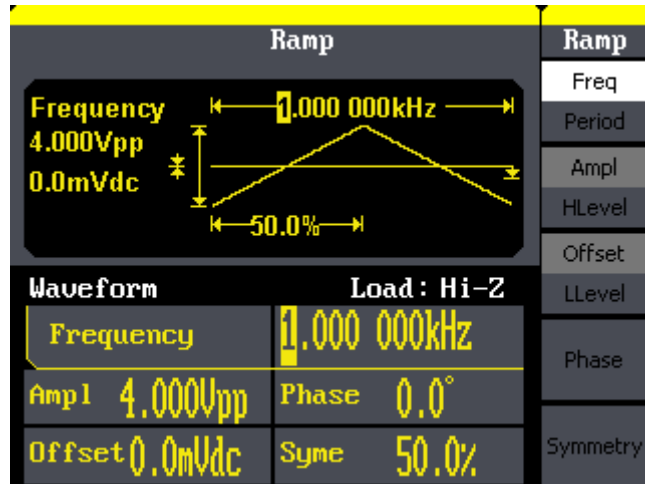 Ramp
Frequency
1.000 000kHz
4.000Vpp
0.0mVdc
50.0%
Waveform
Load: Hi-Z
Frequency
1.000 000kHz
Ampl 4.000Vpp
Phase 0.0°
Offset 0.0mVdc
Syme 50.0%
Ramp
Freq
Period
Ampl
HLevel
Offset
LLevel
Phase
Symmetry